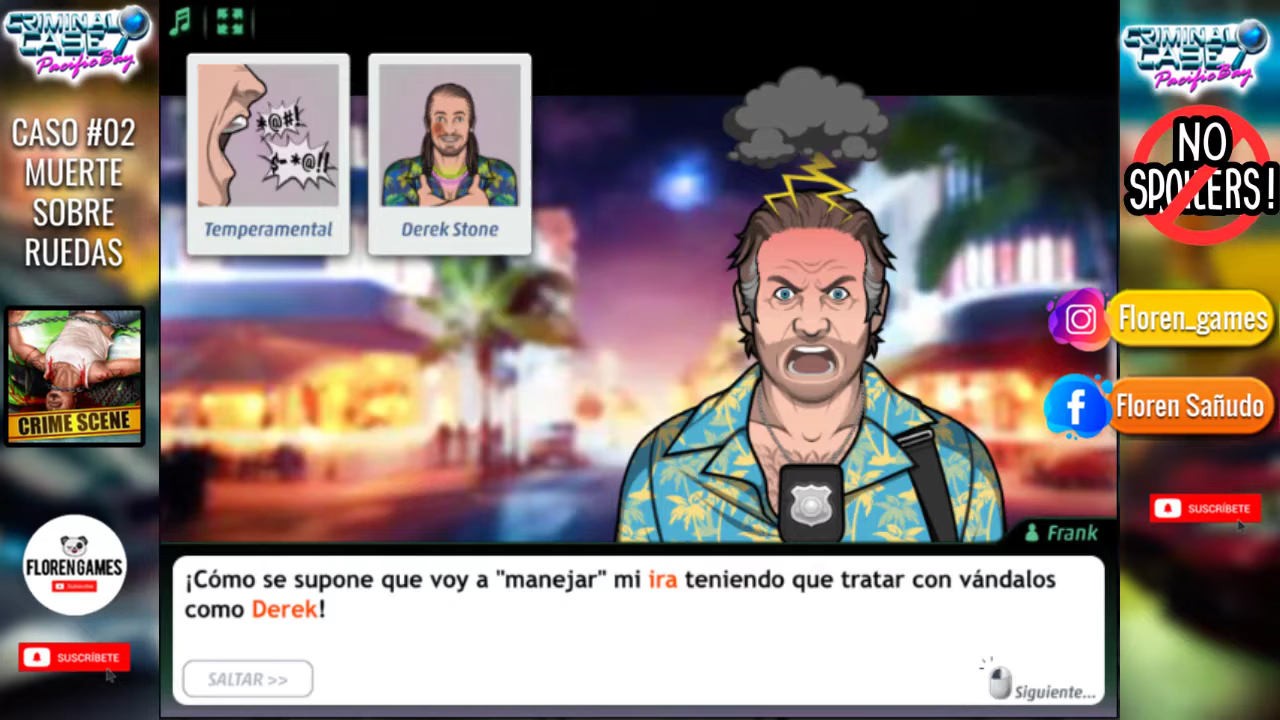 CRIMINAL
CASE
Pacific Bay
CASO #02
MUERTE
SOBRE
RUEDAS
CRIME SCENE
FLOREN GAMES
Subscribe
SUSCRÍBETE
*@#!
$-*@!!
Temperamental
Derek Stone
Frank
¡Cómo se supone que voy a "manejar" mi ira teniendo que tratar con vándalos
como Derek!
SALTAR >>
Siguiente...
CRIMINAL
CASE
Pacific Bay
NO
SPOILERS!
Floren_games
Floren Sañudo
SUSCRÍBETE